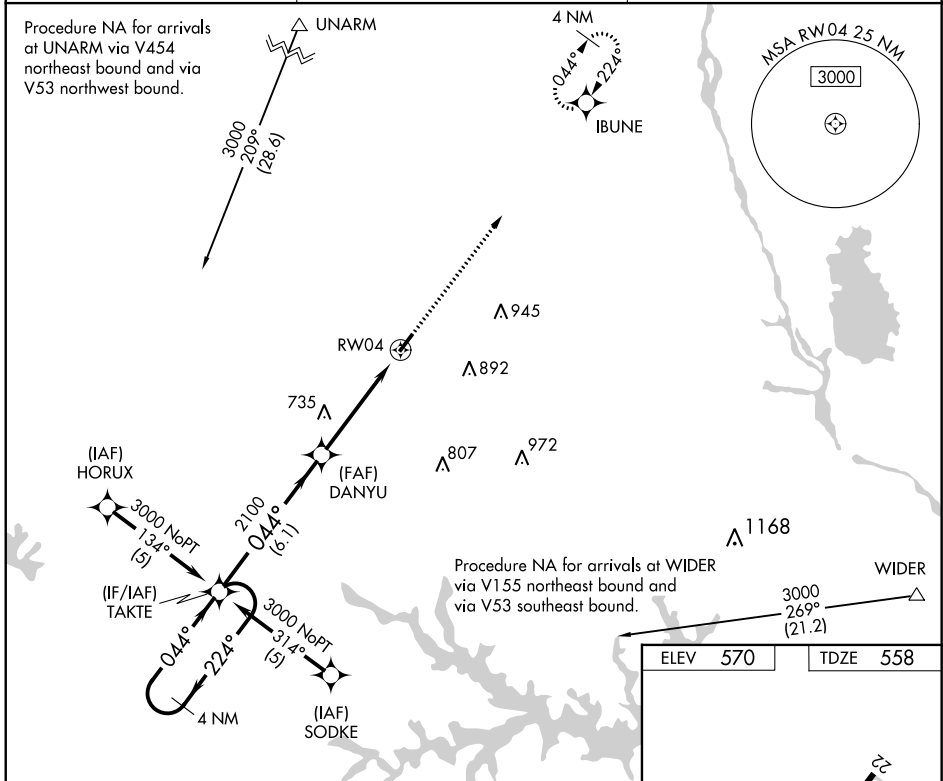 Procedure NA for arrivals
at UNARM via V454
northeast bound and via
V53 northwest bound.
UNARM
3000
209°
(28.6)
4 NM
044°
224°
IBUNE
MSA RW04 25 NM
3000
945
RW04
892
735
807
972
(FAF)
DANYU
(IAF)
HORUX
3000 NoPT
134°
(5)
2100
044°
(6.1)
1168
Procedure NA for arrivals at WIDER
via V155 northeast bound and
via V53 southeast bound.
WIDER
3000
269°
(21.2)
(IF/IAF)
TAKTE
3000 NoPT
314°
(5)
044°
224°
4 NM
(IAF)
SODKE
ELEV 570
TDZE 558
22